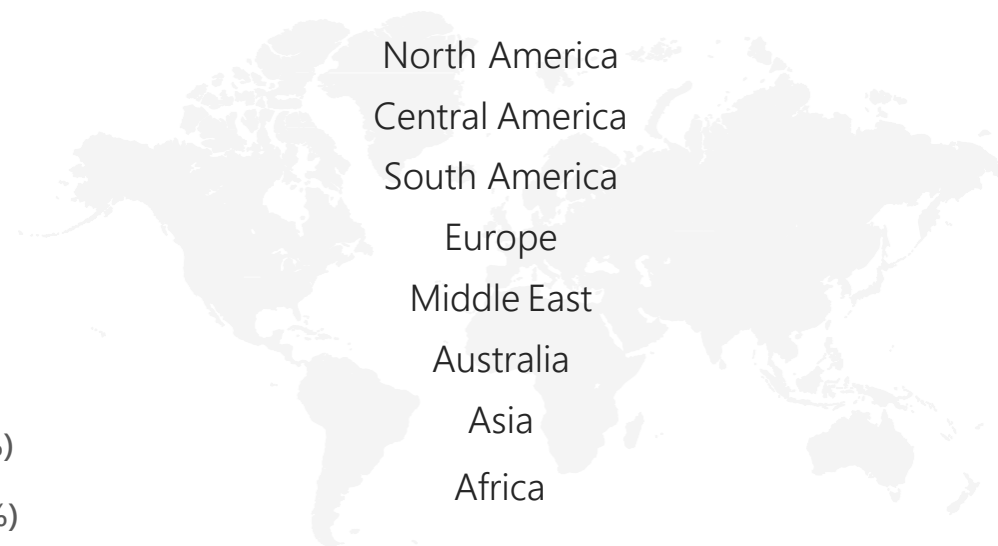 North America
Central America
South America
Europe
Middle East
Australia
Asia
%)
Africa
%)